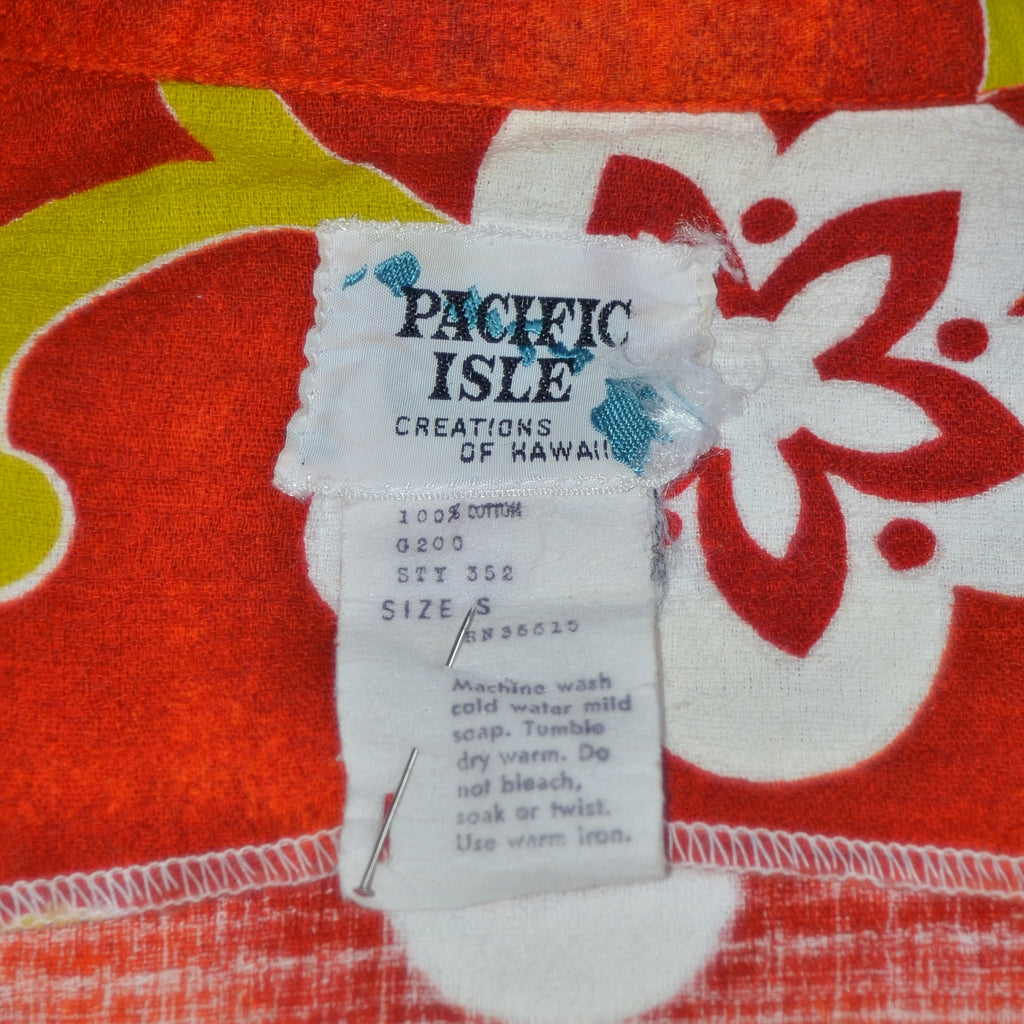 PACIFIC
ISLE
CREATIONS
OF HAWAII
100% COTTON
G200
STY 352
SIZE S
RN36615
Machine wash
cold water mild
soap. Tumble
dry warm. Do
not bleach,
soak or twist.
Use warm iron.